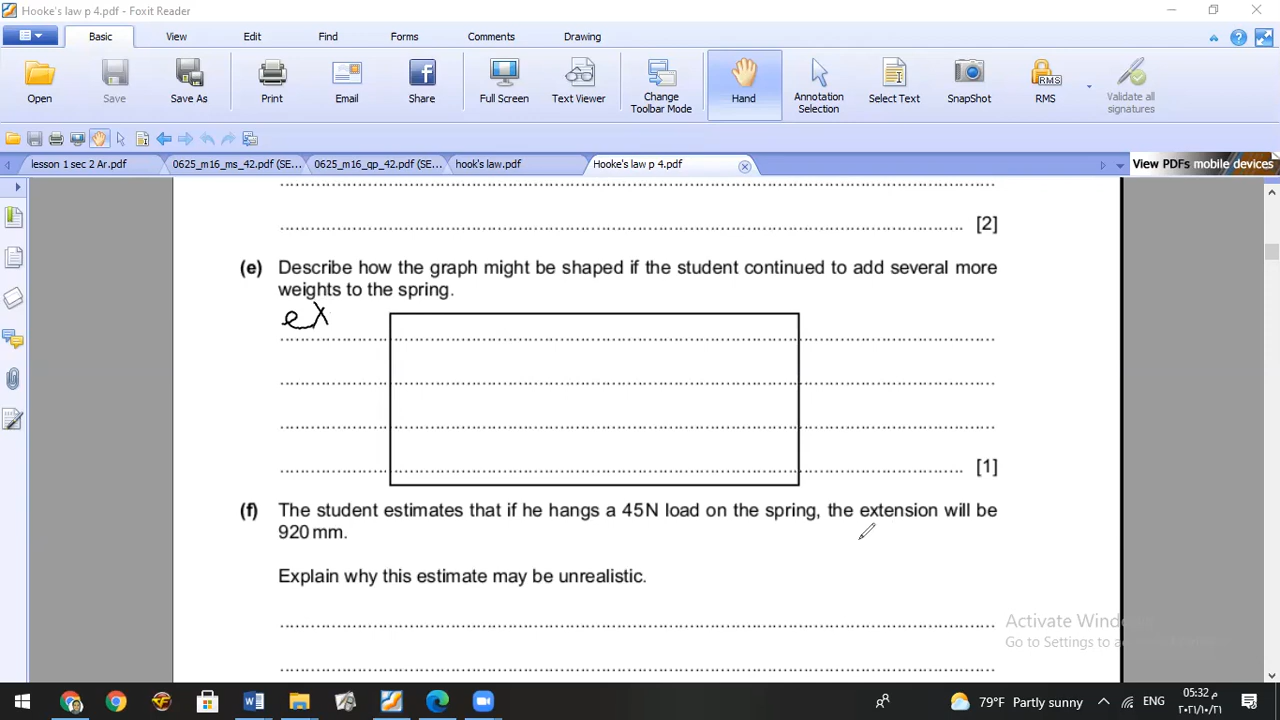 Hooke's law p 4.pdf - Foxit Reader
Basic View Edit Find Forms Comments Drawing
Open Save Save As Print Email Share Full Screen Text Viewer Change Toolbar Mode Hand Annotation Selection Select Text SnapShot RMS Validate all signatures
lesson 1 sec 2 Ar.pdf 0625_m16_ms_42.pdf (SE... 0625_m16_qp_42.pdf (SE... hook's law.pdf Hooke's law p 4.pdf View PDFs mobile devices
[2]
(e) Describe how the graph might be shaped if the student continued to add several more
weights to the spring.
ex
[1]
(f) The student estimates that if he hangs a 45N load on the spring, the extension will be
920 mm.
Explain why this estimate may be unrealistic.
Activate Windo
Go to Settings to a
79°F Partly sunny ENG 05:32 م
٢٠٢١/١٠/٢٦